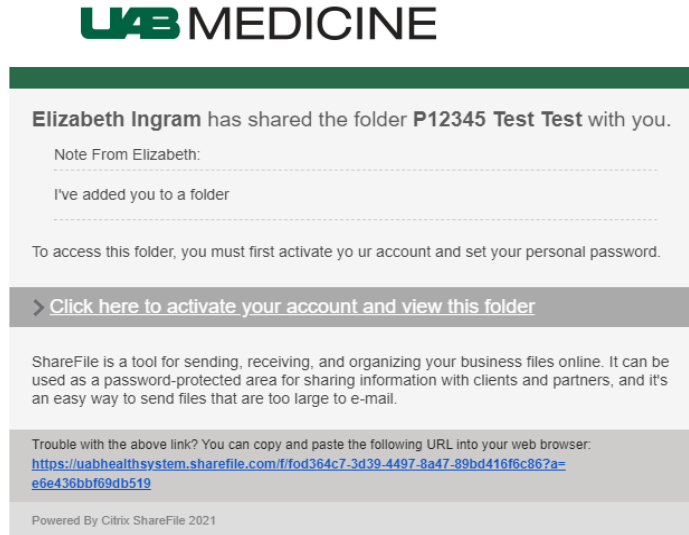 UAB MEDICINE
Elizabeth Ingram has shared the folder P12345 Test Test with you.
Note From Elizabeth:
I've added you to a folder
To access this folder, you must first activate yo ur account and set your personal password.
Click here to activate your account and view this folder
ShareFile is a tool for sending, receiving, and organizing your business files online. It can be
used as a password-protected area for sharing information with clients and partners, and it's
an easy way to send files that are too large to e-mail.
Trouble with the above link? You can copy and paste the following URL into your web browser:
https://uabhealthsystem.sharefile.com/f/fod364c7-3d39-4497-8a47-89bd416f6c86?a=
e6e436bbf69db519
Powered By Citrix ShareFile 2021